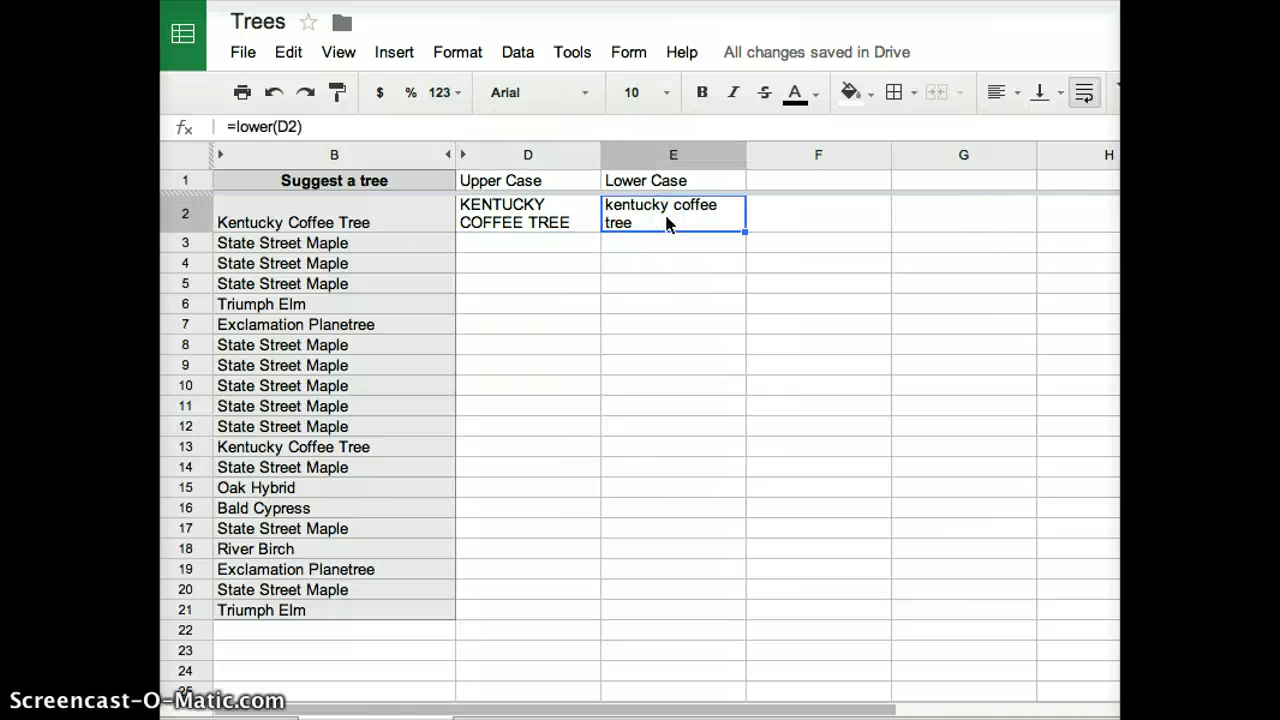 Trees
File Edit View Insert Format Data Tools Form Help All changes saved in Drive
$ % 123 Arial 10 B I S A
fx =lower(D2)
B D E F G H
1 Suggest a tree Upper Case Lower Case
KENTUCKY kentucky coffee
2 Kentucky Coffee Tree COFFEE TREE tree
3 State Street Maple
4 State Street Maple
5 State Street Maple
6 Triumph Elm
7 Exclamation Planetree
8 State Street Maple
9 State Street Maple
10 State Street Maple
11 State Street Maple
12 State Street Maple
13 Kentucky Coffee Tree
14 State Street Maple
15 Oak Hybrid
16 Bald Cypress
17 State Street Maple
18 River Birch
19 Exclamation Planetree
20 State Street Maple
21 Triumph Elm
22
23
24
25
Screencast-O-Matic.com